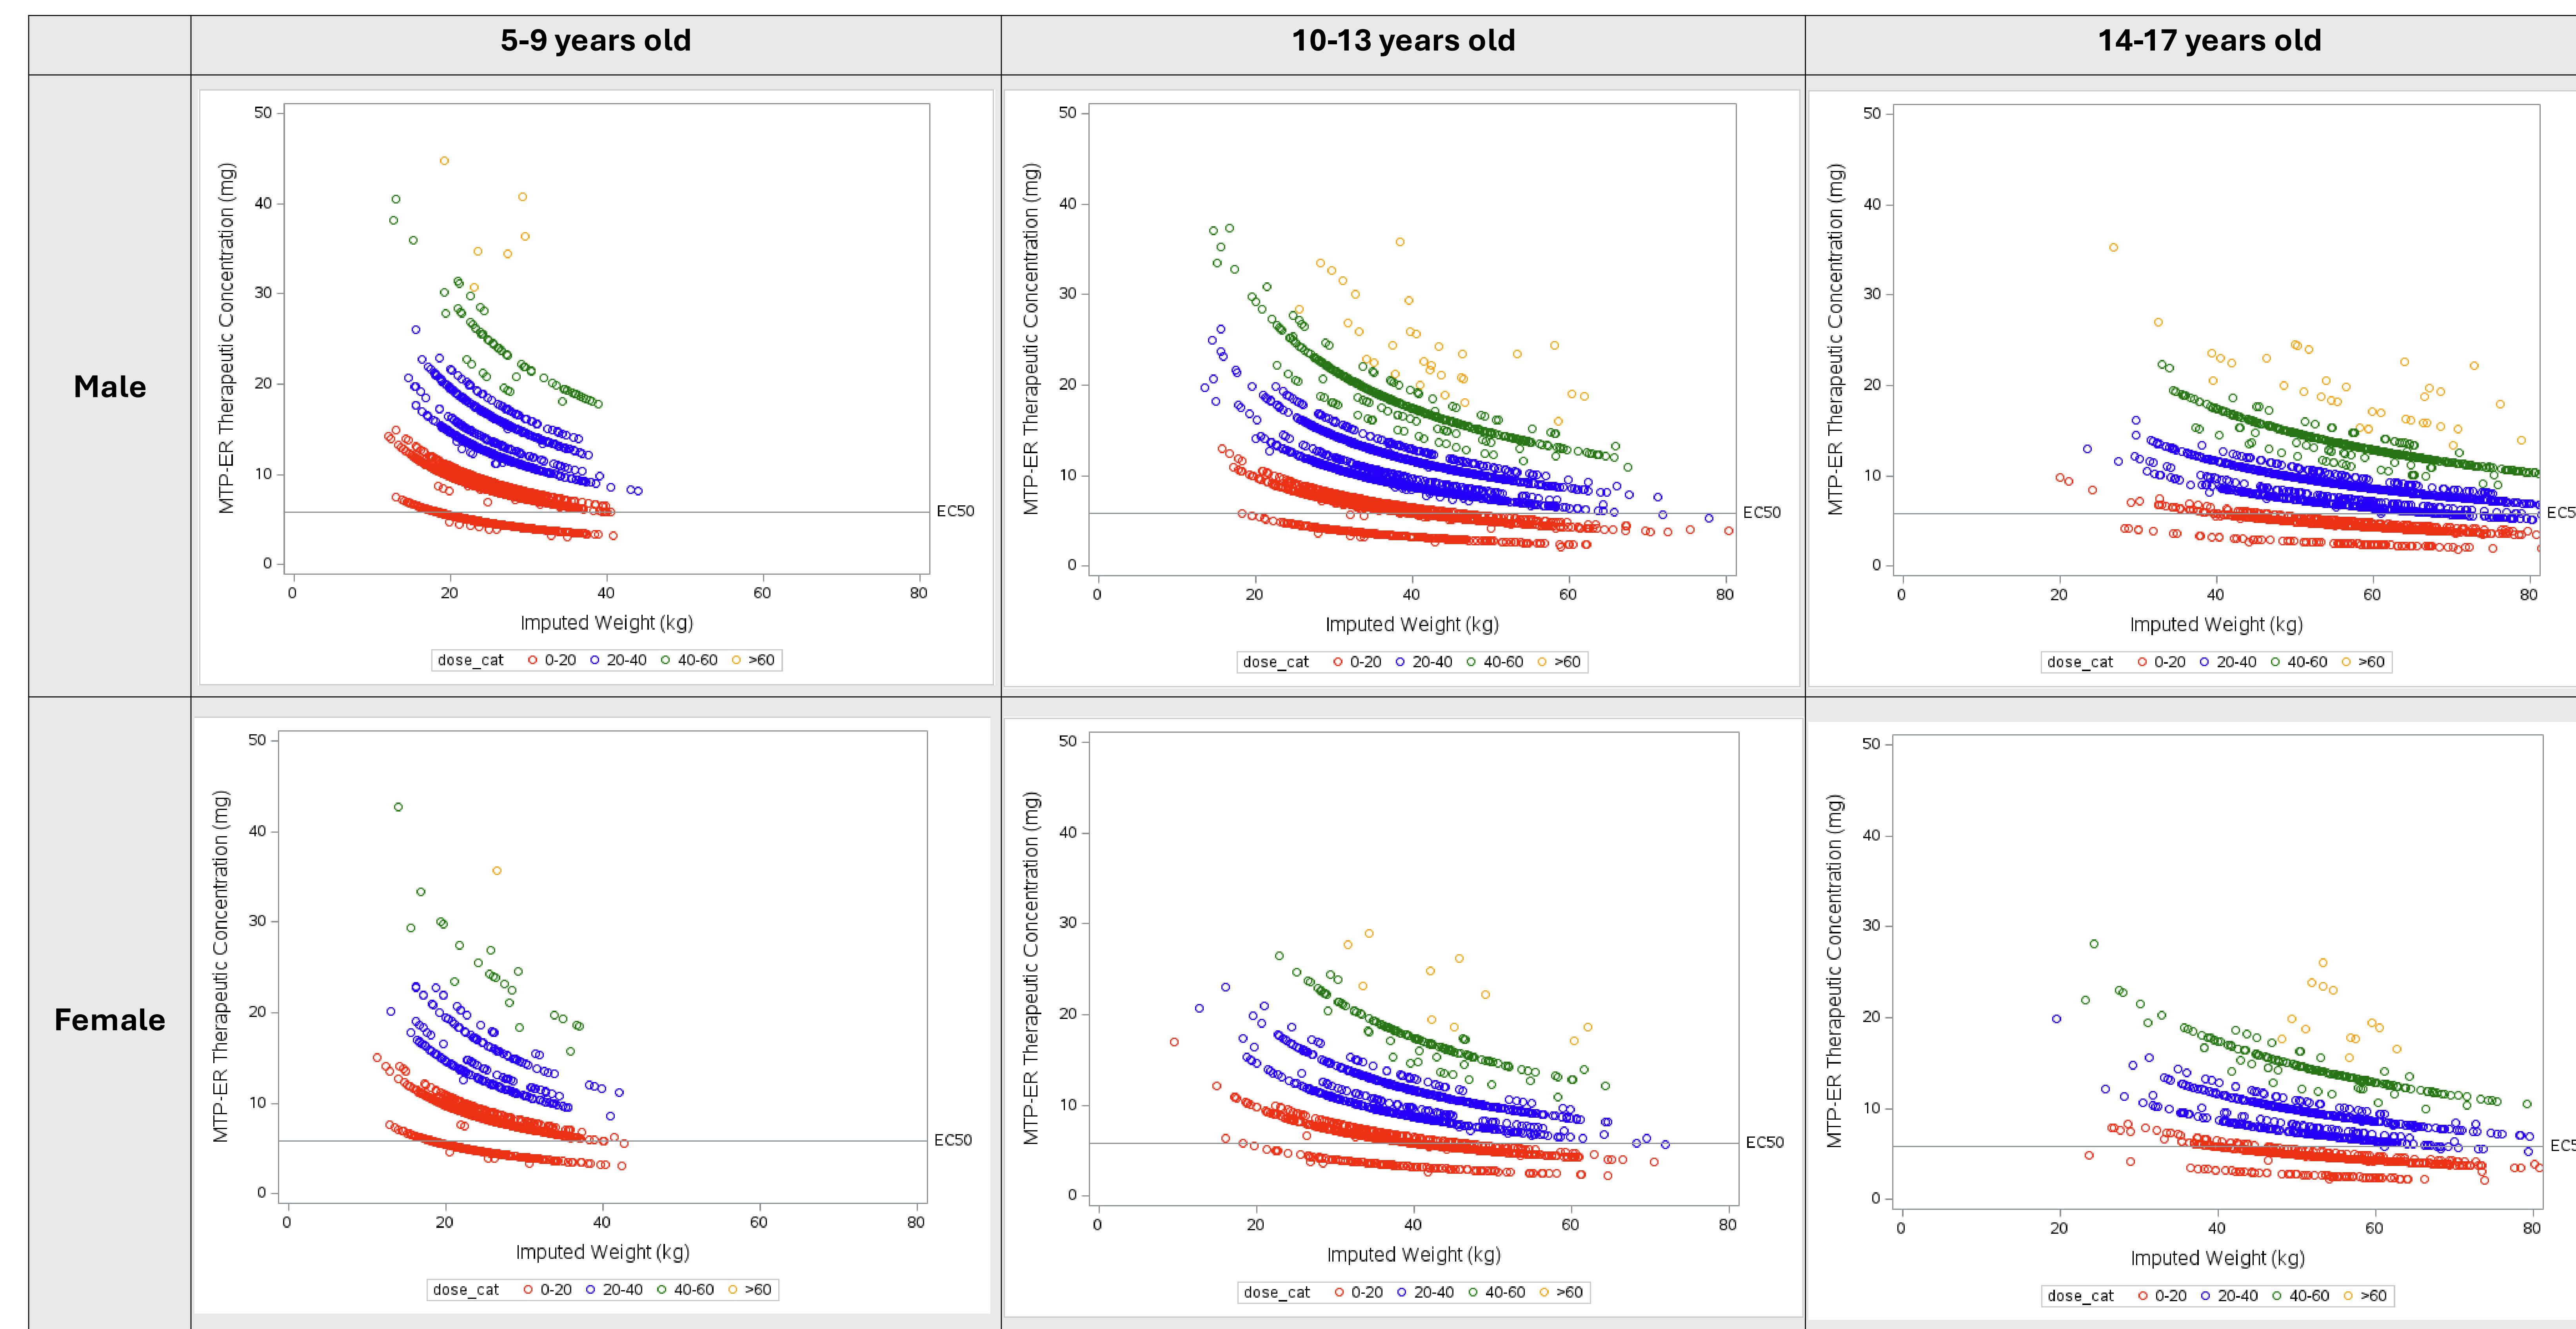 5-9 years old
10-13 years old
14-17 years old
Male
MTP-ER Therapeutic Concentration (mg)
50
40
30
20
10
0
EC50
0 20 40 60 80
Imputed Weight (kg)
dose_cat 0-20 20-40 40-60 >60
MTP-ER Therapeutic Concentration (mg)
50
40
30
20
10
0
EC50
0 20 40 60 80
Imputed Weight (kg)
dose_cat 0-20 20-40 40-60 >60
MTP-ER Therapeutic Concentration (mg)
50
40
30
20
10
0
EC5
0 20 40 60 80
Imputed Weight (kg)
dose_cat 0-20 20-40 40-60 >60
Female
MTP-ER Therapeutic Concentration (mg)
50
40
30
20
10
0
EC50
0 20 40 60 80
Imputed Weight (kg)
dose_cat 0-20 20-40 40-60 >60
MTP-ER Therapeutic Concentration (mg)
50
40
30
20
10
0
EC50
0 20 40 60 80
Imputed Weight (kg)
dose_cat 0-20 20-40 40-60 >60
MTP-ER Therapeutic Concentration (mg)
50
40
30
20
10
0
EC5
0 20 40 60 80
Imputed Weight (kg)
dose_cat 0-20 20-40 40-60 >60